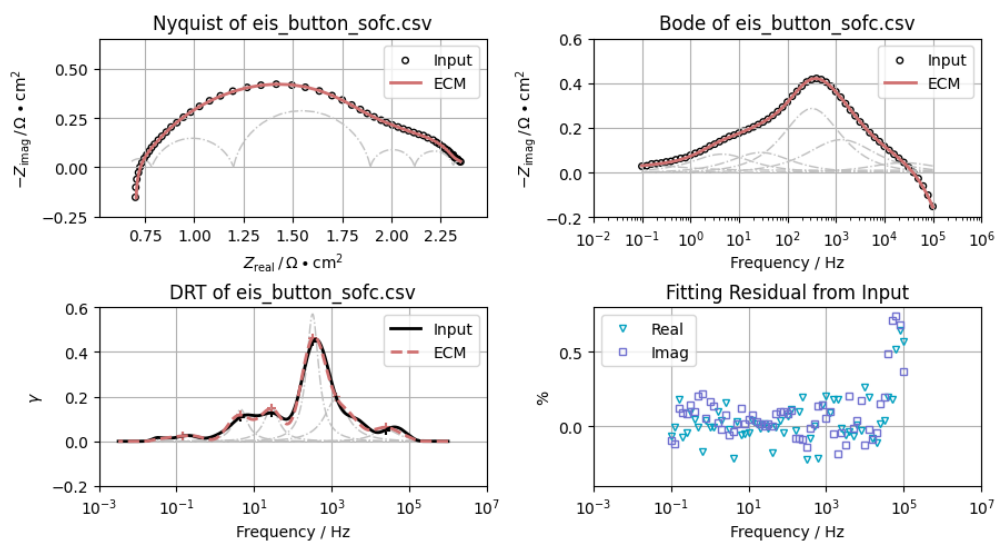 Nyquist of eis_button_sofc.csv
−Z_imag / Ω • cm²
0.50
0.25
0.00
−0.25
Input
ECM
0.75 1.00 1.25 1.50 1.75 2.00 2.25
Z_real / Ω • cm²
Bode of eis_button_sofc.csv
−Z_imag / Ω • cm²
0.6
0.4
0.2
0.0
−0.2
Input
ECM
10⁻² 10⁻¹ 10⁰ 10¹ 10² 10³ 10⁴ 10⁵ 10⁶
Frequency / Hz
DRT of eis_button_sofc.csv
γ
0.6
0.4
0.2
0.0
−0.2
Input
ECM
10⁻³ 10⁻¹ 10¹ 10³ 10⁵ 10⁷
Frequency / Hz
Fitting Residual from Input
%
0.5
0.0
Real
Imag
10⁻³ 10⁻¹ 10¹ 10³ 10⁵ 10⁷
Frequency / Hz